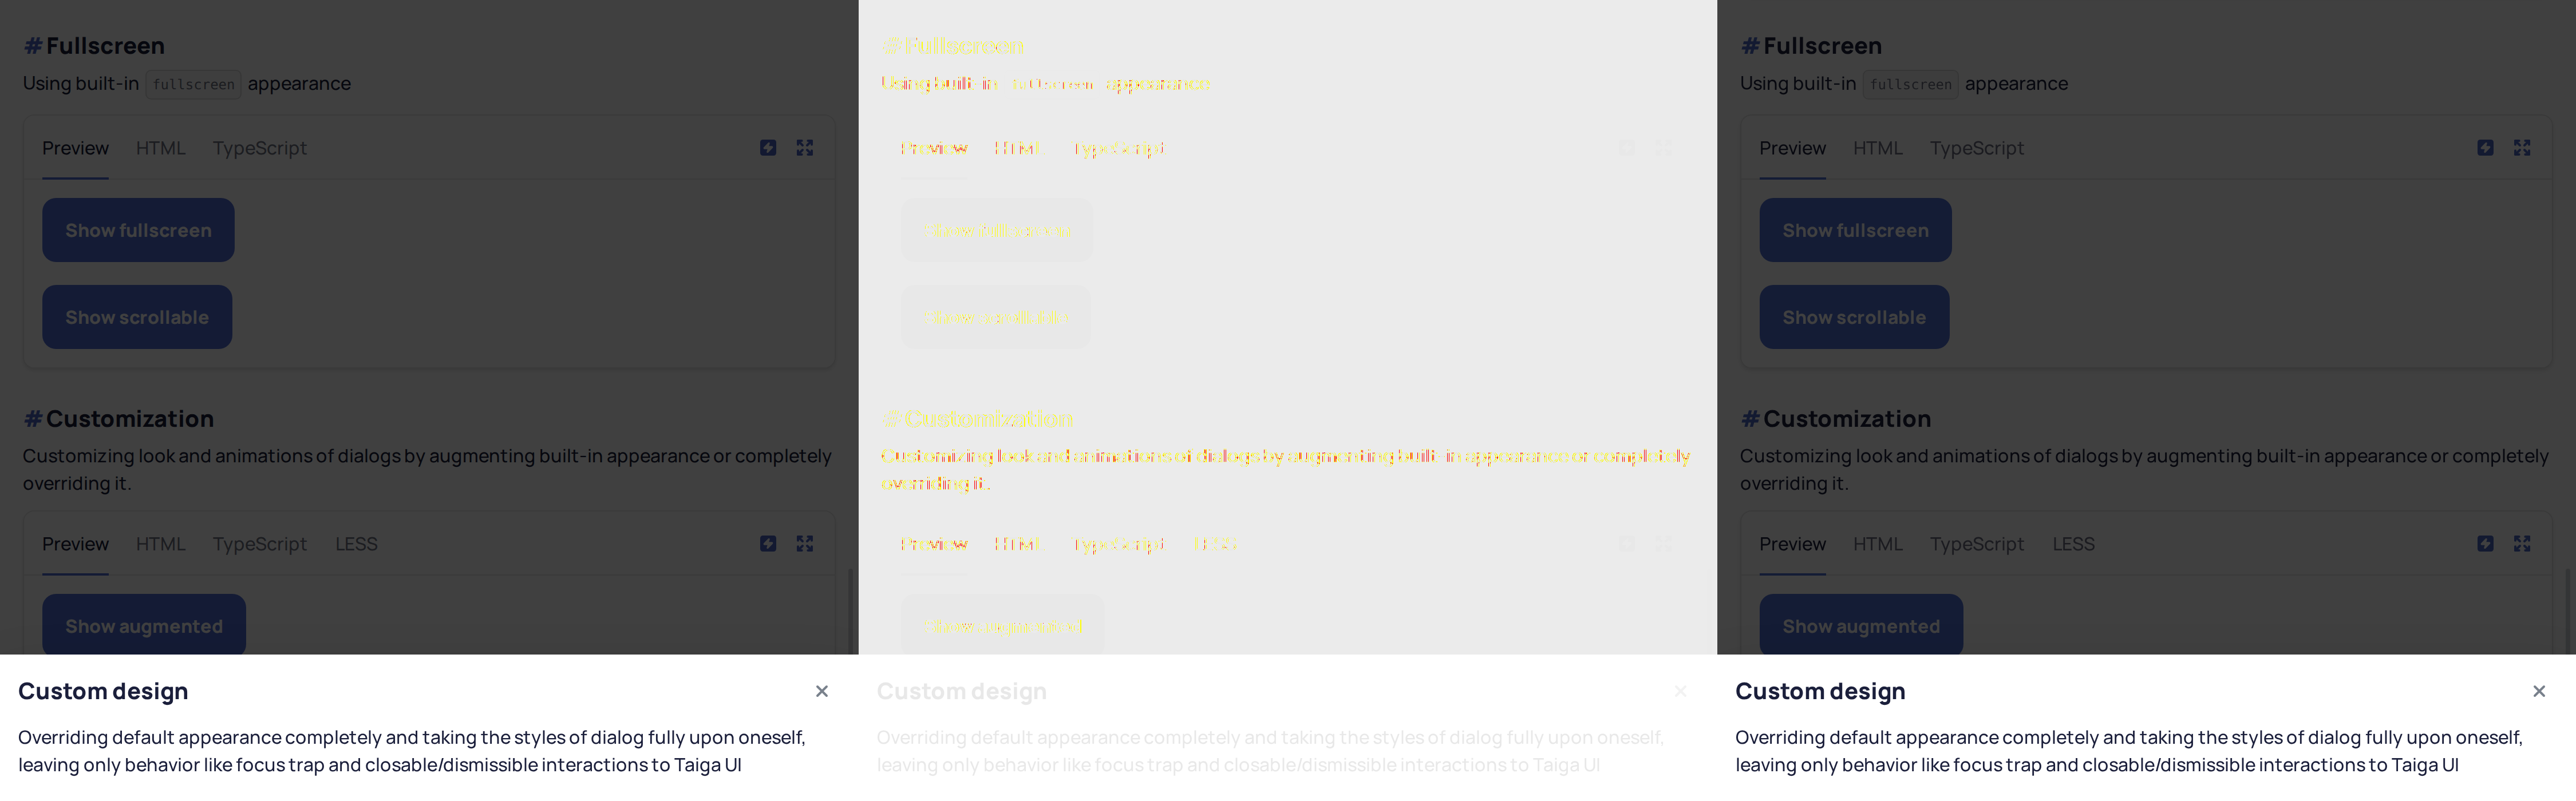 #Fullscreen
Using built-in fullscreen appearance
Preview HTML TypeScript
Show fullscreen
Show scrollable
#Customization
Customizing look and animations of dialogs by augmenting built-in appearance or completely
overriding it.
Preview HTML TypeScript LESS
Show augmented
Custom design
Overriding default appearance completely and taking the styles of dialog fully upon oneself,
leaving only behavior like focus trap and closable/dismissible interactions to Taiga UI
#Fullscreen
Using built-in fullscreen appearance
Preview HTML TypeScript
Show fullscreen
Show scrollable
#Customization
Customizing look and animations of dialogs by augmenting built-in appearance or completely
overriding it.
Preview HTML TypeScript LESS
Show augmented
Custom design
Overriding default appearance completely and taking the styles of dialog fully upon oneself,
leaving only behavior like focus trap and closable/dismissible interactions to Taiga UI
#Fullscreen
Using built-in fullscreen appearance
Preview HTML TypeScript
Show fullscreen
Show scrollable
#Customization
Customizing look and animations of dialogs by augmenting built-in appearance or completely
overriding it.
Preview HTML TypeScript LESS
Show augmented
Custom design
Overriding default appearance completely and taking the styles of dialog fully upon oneself,
leaving only behavior like focus trap and closable/dismissible interactions to Taiga UI